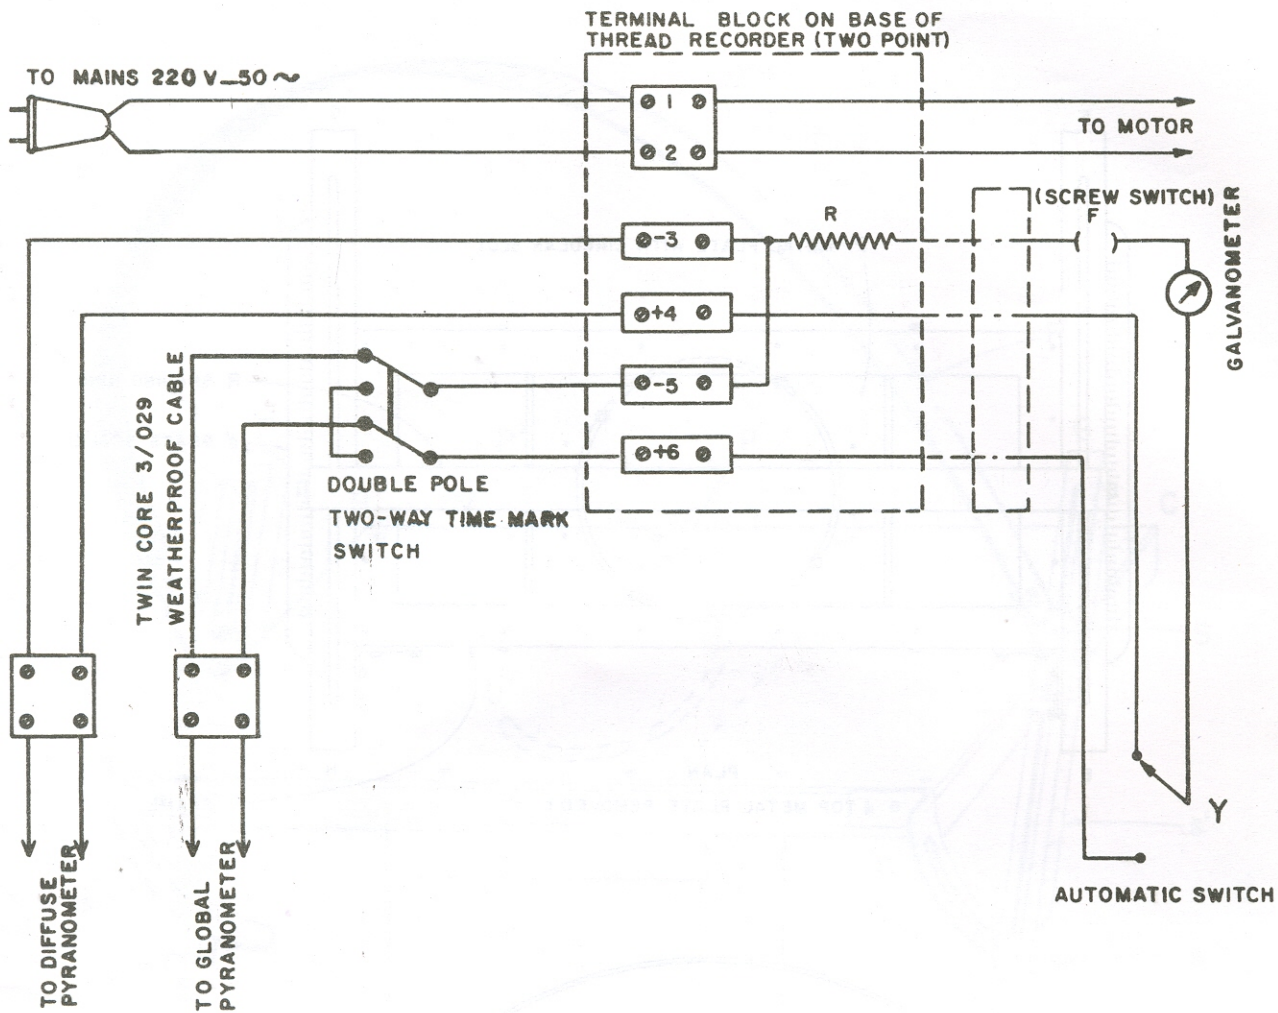 TERMINAL BLOCK ON BASE OF
THREAD RECORDER (TWO POINT)
TO MAINS 220 V_50 ~
1
TO MOTOR
2
(SCREW SWITCH)
F
R
-3
GALVANOMETER
+4
-5
+6
TWIN CORE 3/029
WEATHERPROOF CABLE
DOUBLE POLE
TWO-WAY TIME MARK
SWITCH
Y
AUTOMATIC SWITCH
TO DIFFUSE
PYRANOMETER
TO GLOBAL
PYRANOMETER